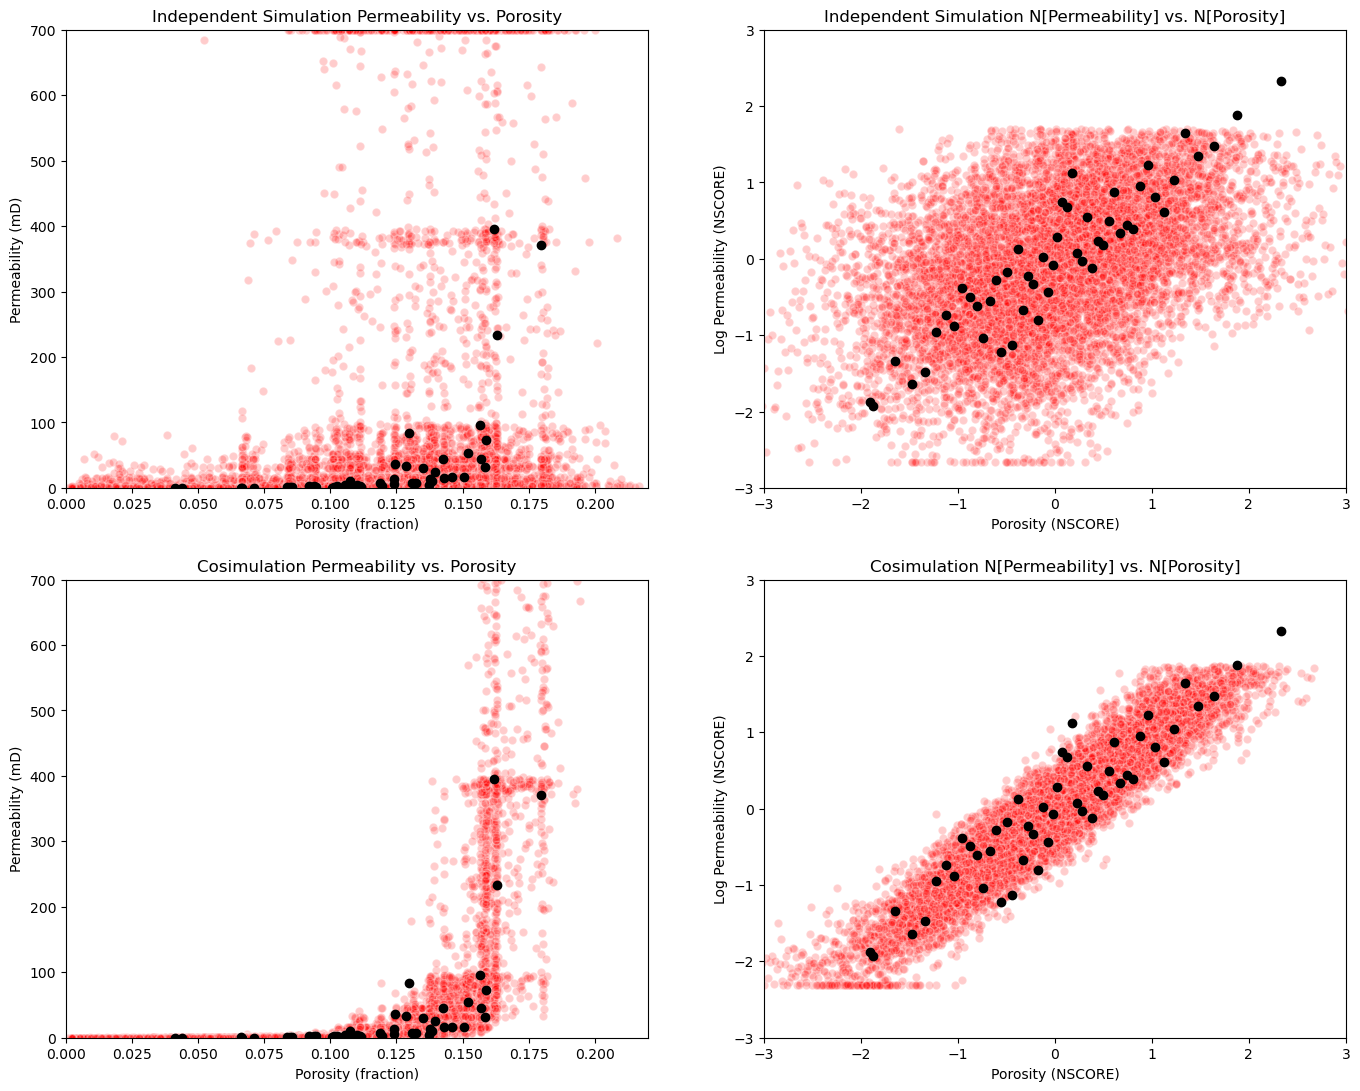 Independent Simulation Permeability vs. Porosity
700
600
500
400
300
200
100
0
Permeability (mD)
0.000 0.025 0.050 0.075 0.100 0.125 0.150 0.175 0.200
Porosity (fraction)
Independent Simulation N[Permeability] vs. N[Porosity]
3
2
1
0
−1
−2
−3
Log Permeability (NSCORE)
−3 −2 −1 0 1 2 3
Porosity (NSCORE)
Cosimulation Permeability vs. Porosity
700
600
500
400
300
200
100
0
Permeability (mD)
0.000 0.025 0.050 0.075 0.100 0.125 0.150 0.175 0.200
Porosity (fraction)
Cosimulation N[Permeability] vs. N[Porosity]
3
2
1
0
−1
−2
−3
Log Permeability (NSCORE)
−3 −2 −1 0 1 2 3
Porosity (NSCORE)